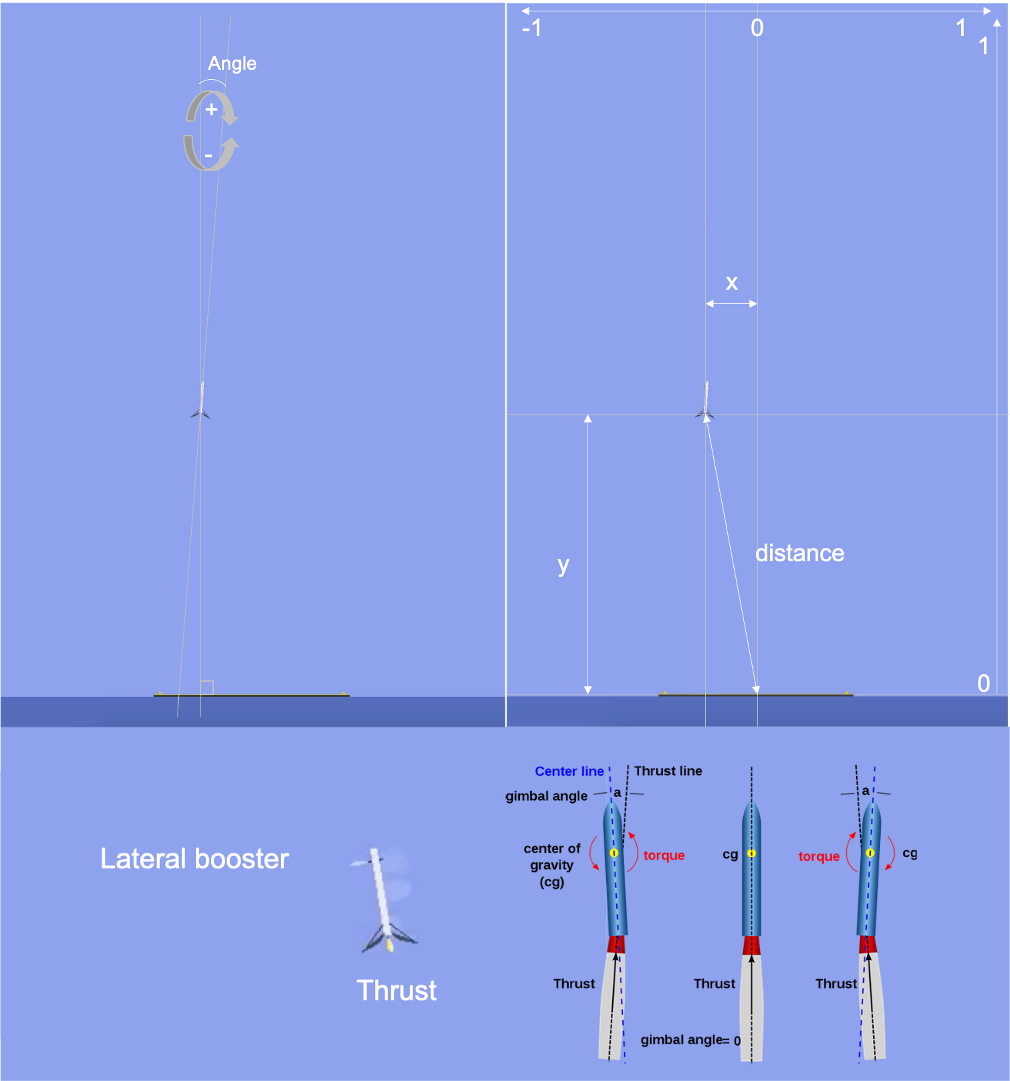 Angle
+
-
-1
0
1
1
x
y
distance
0
Lateral booster
Thrust
Center line
Thrust line
gimbal angle
a
center of
gravity
(cg)
torque
Thrust
cg
Thrust
gimbal angle= 0
a
torque
cg
Thrust